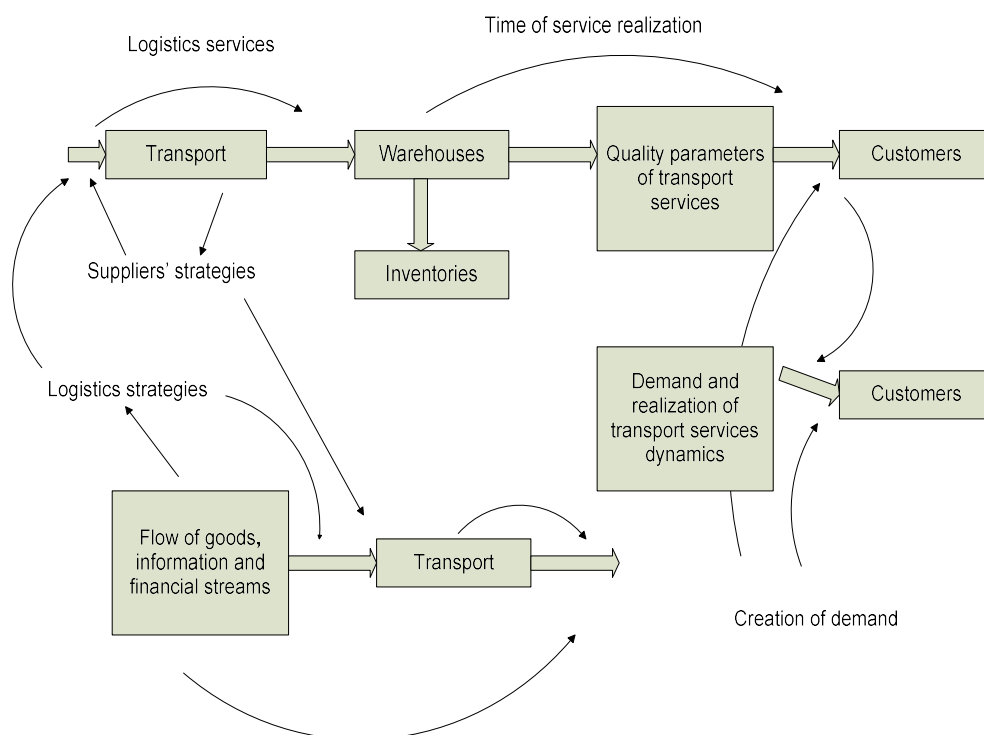 Time of service realization
Logistics services
Transport
Warehouses
Quality parameters
of transport
services
Customers
Suppliers’ strategies
Inventories
Logistics strategies
Demand and
realization of
transport services
dynamics
Customers
Flow of goods,
information and
financial streams
Transport
Creation of demand